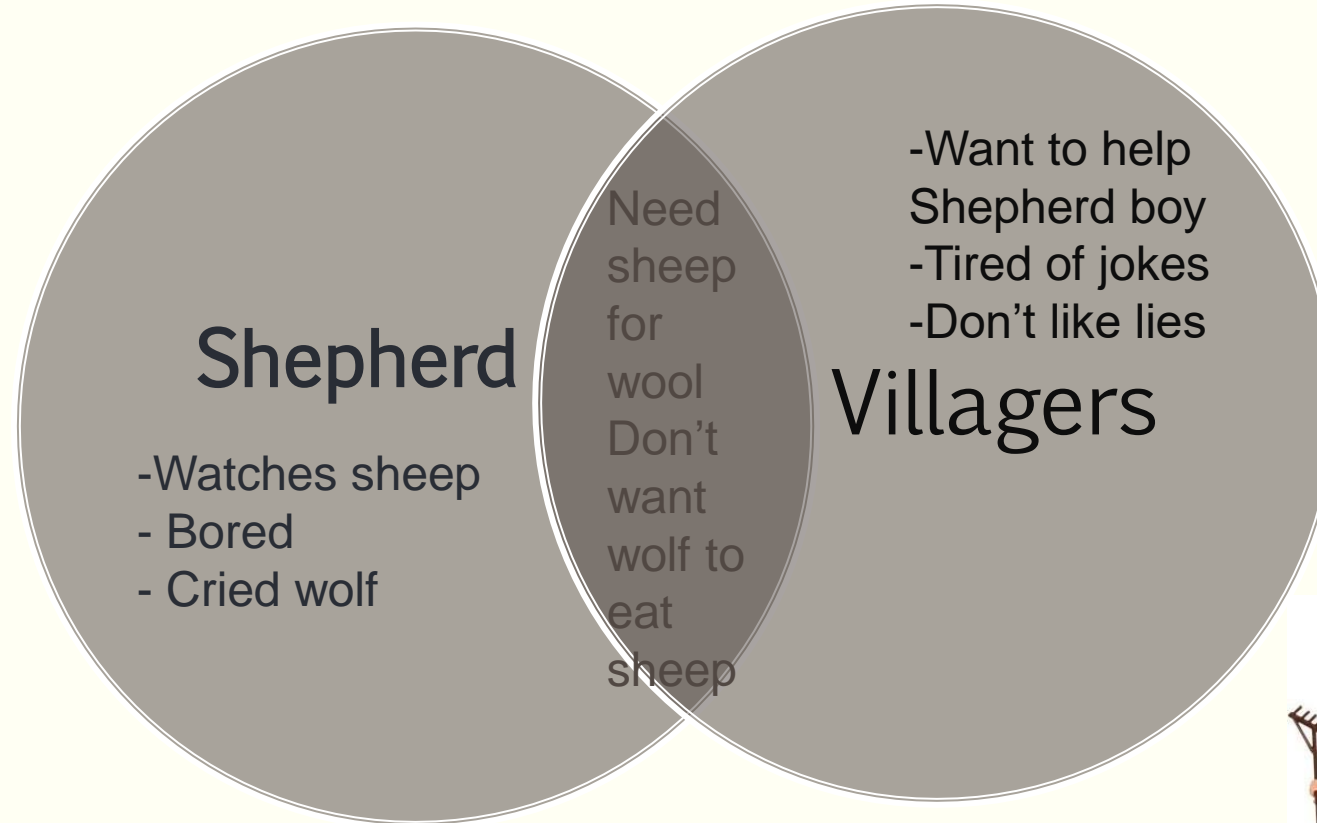 Shepherd
-Watches sheep
- Bored
- Cried wolf
Need
sheep
for
wool
Don’t
want
wolf to
eat
sheep
-Want to help
Shepherd boy
-Tired of jokes
-Don’t like lies
Villagers